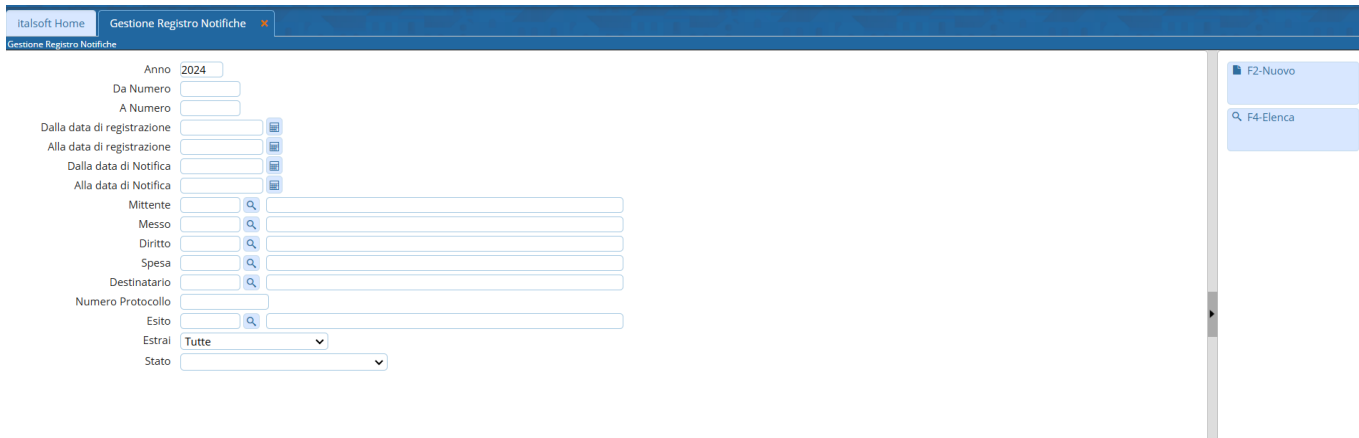 italsoft Home
Gestione Registro Notifiche ×
Gestione Registro Notifiche
Anno 2024
Da Numero
A Numero
Dalla data di registrazione
Alla data di registrazione
Dalla data di Notifica
Alla data di Notifica
Mittente
Messo
Diritto
Spesa
Destinatario
Numero Protocollo
Esito
Estrai Tutte
Stato
F2-Nuovo
F4-Elenca